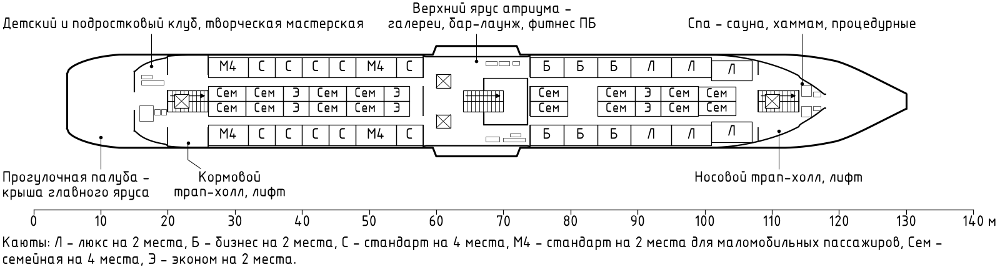 Верхний ярус атриума –
Детский и подростковый клуб, творческая мастерская
галереи, бар-лаунж, фитнес ПБ
Спа – сауна, хаммам, процедурные
М4 С С С С М4 С Б Б Б Л Л Л
Сем Сем Э Сем Сем Э Сем Сем Э Сем Сем
Сем Сем Э Сем Сем Э Сем Сем Э Сем Сем
М4 С С С С М4 С Б Б Б Л Л Л
Прогулочная палуба –
крыша главного яруса
Кормовой
трап-холл, лифт
Носовой трап-холл, лифт
0 10 20 30 40 50 60 70 80 90 100 110 120 130 140 м
Каюты: Л – люкс на 2 места, Б – бизнес на 2 места, С – стандарт на 4 места, М4 – стандарт на 2 места для маломобильных пассажиров, Сем –
семейная на 4 места, Э – эконом на 2 места.